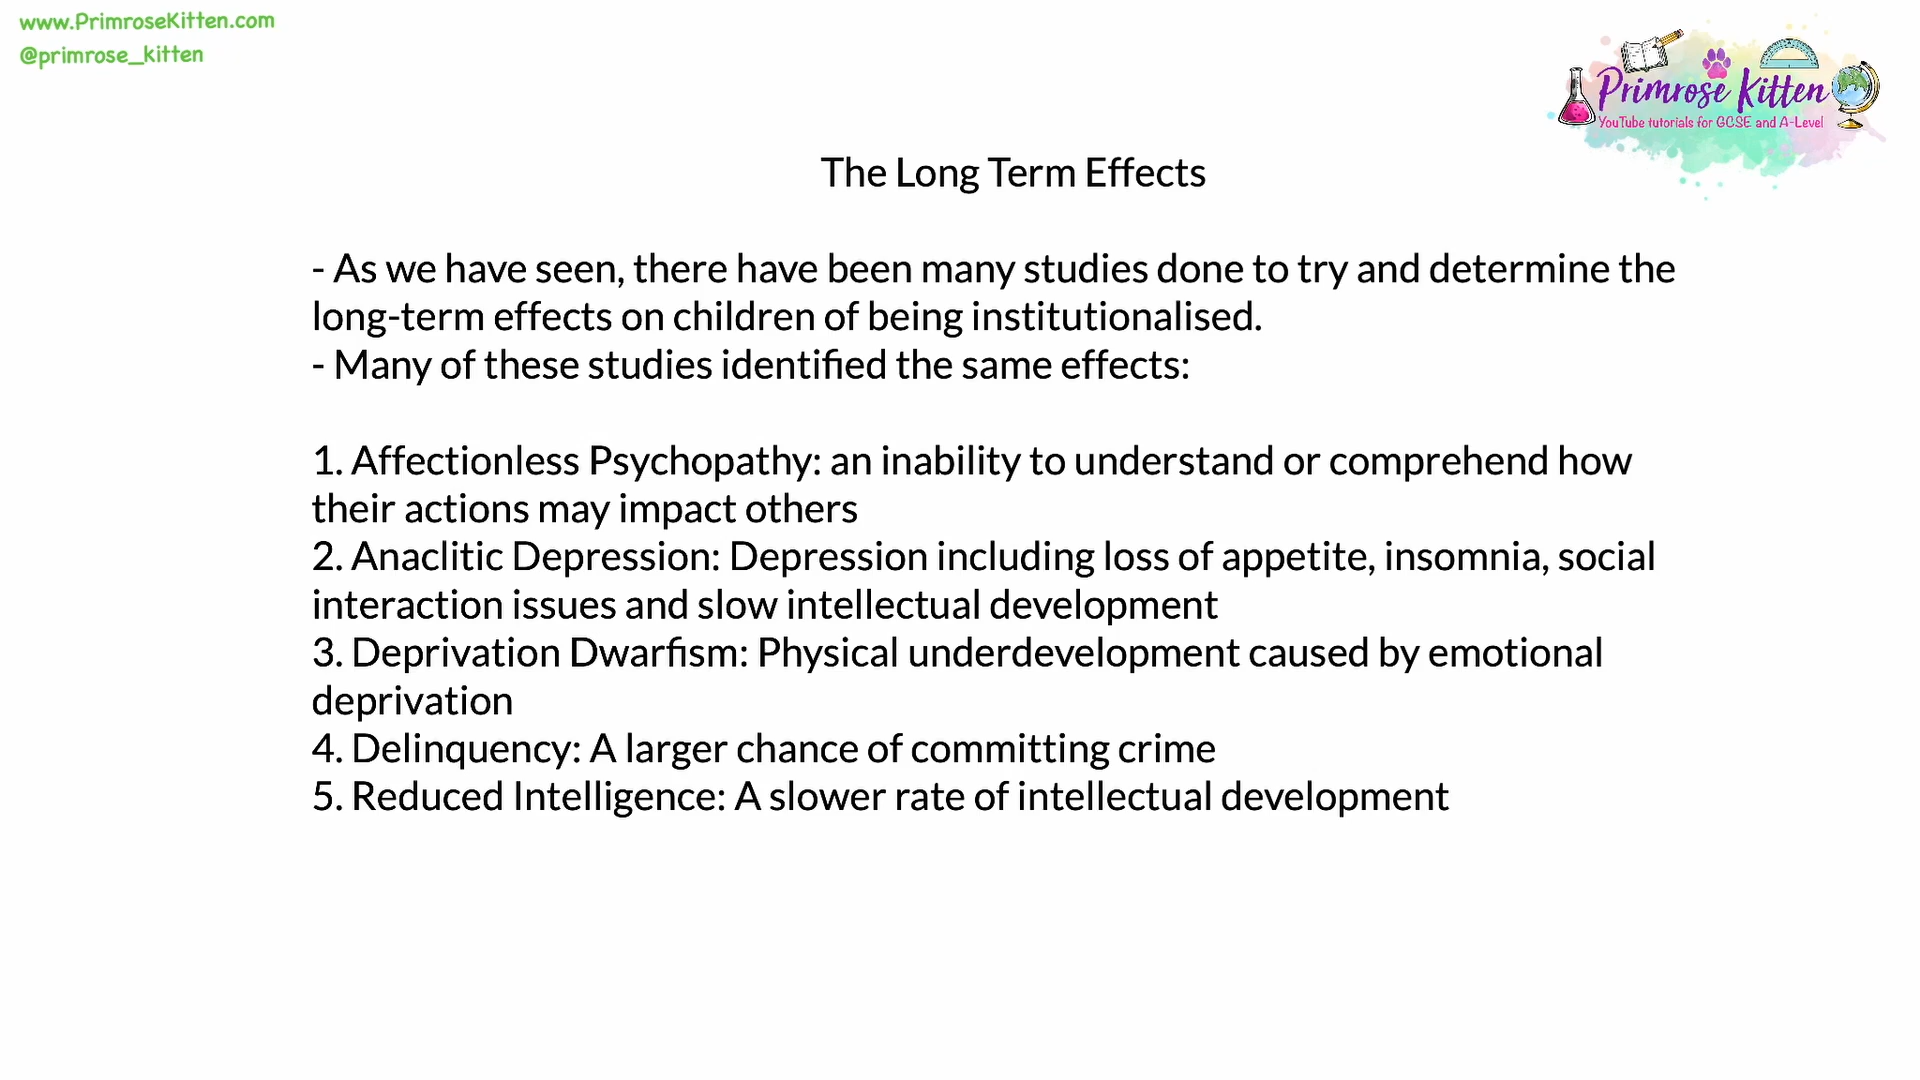 www.PrimroseKitten.com
@primrose_kitten
Primrose Kitten
YouTube tutorials for GCSE and A-Level
The Long Term Effects
- As we have seen, there have been many studies done to try and determine the
long-term effects on children of being institutionalised.
- Many of these studies identified the same effects:
1. Affectionless Psychopathy: an inability to understand or comprehend how
their actions may impact others
2. Anaclitic Depression: Depression including loss of appetite, insomnia, social
interaction issues and slow intellectual development
3. Deprivation Dwarfism: Physical underdevelopment caused by emotional
deprivation
4. Delinquency: A larger chance of committing crime
5. Reduced Intelligence: A slower rate of intellectual development